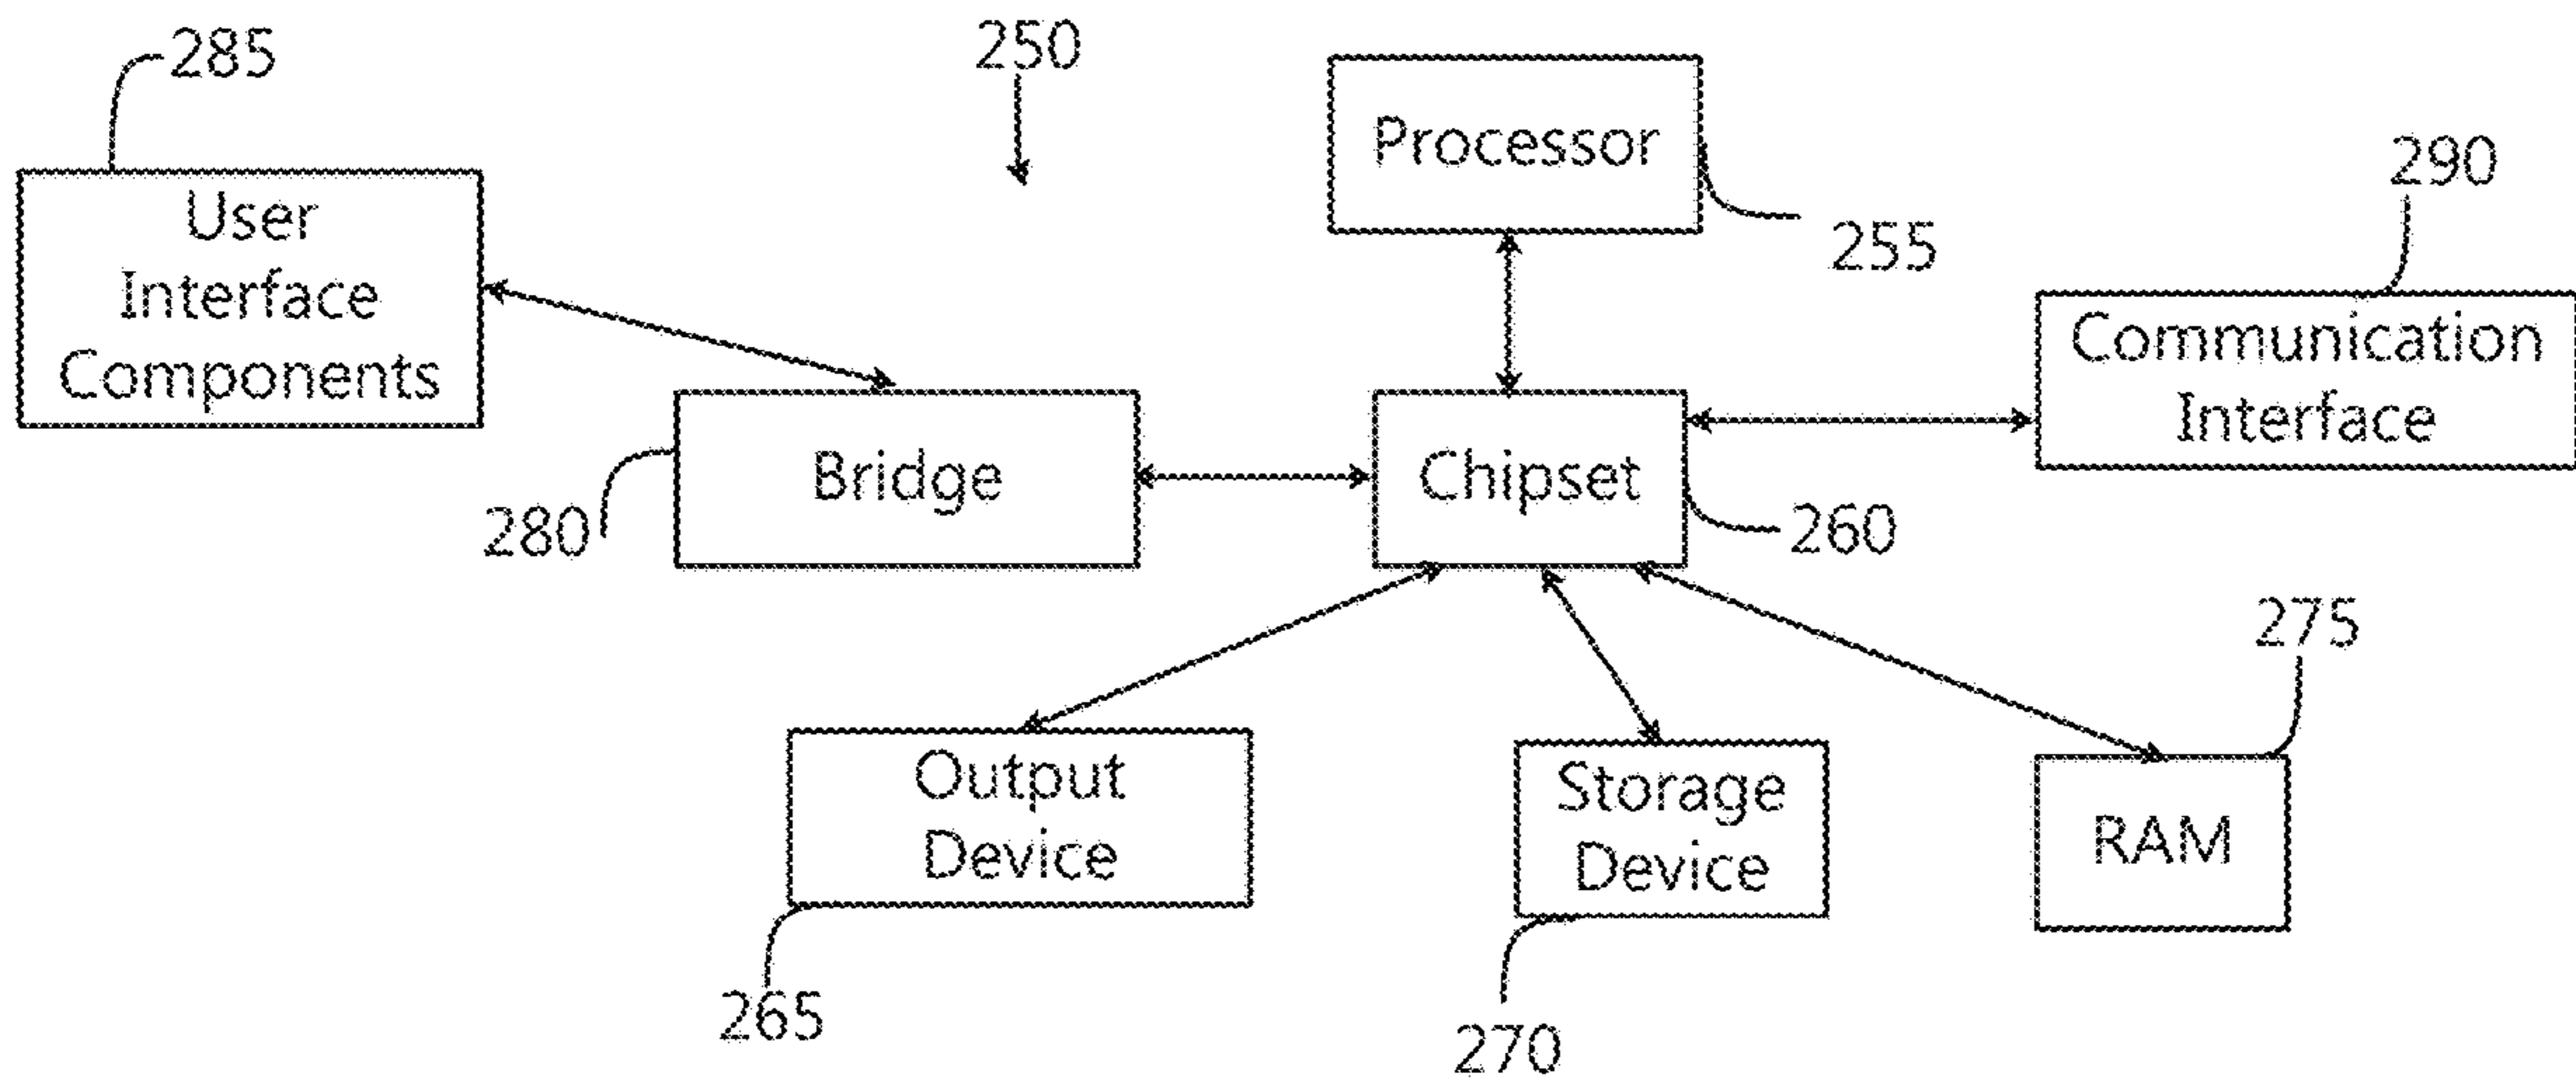 285
250
Processor
255
290
User
Interface
Components
Communication
Interface
Bridge
280
Chipset
260
275
Output
Device
265
Storage
Device
270
RAM